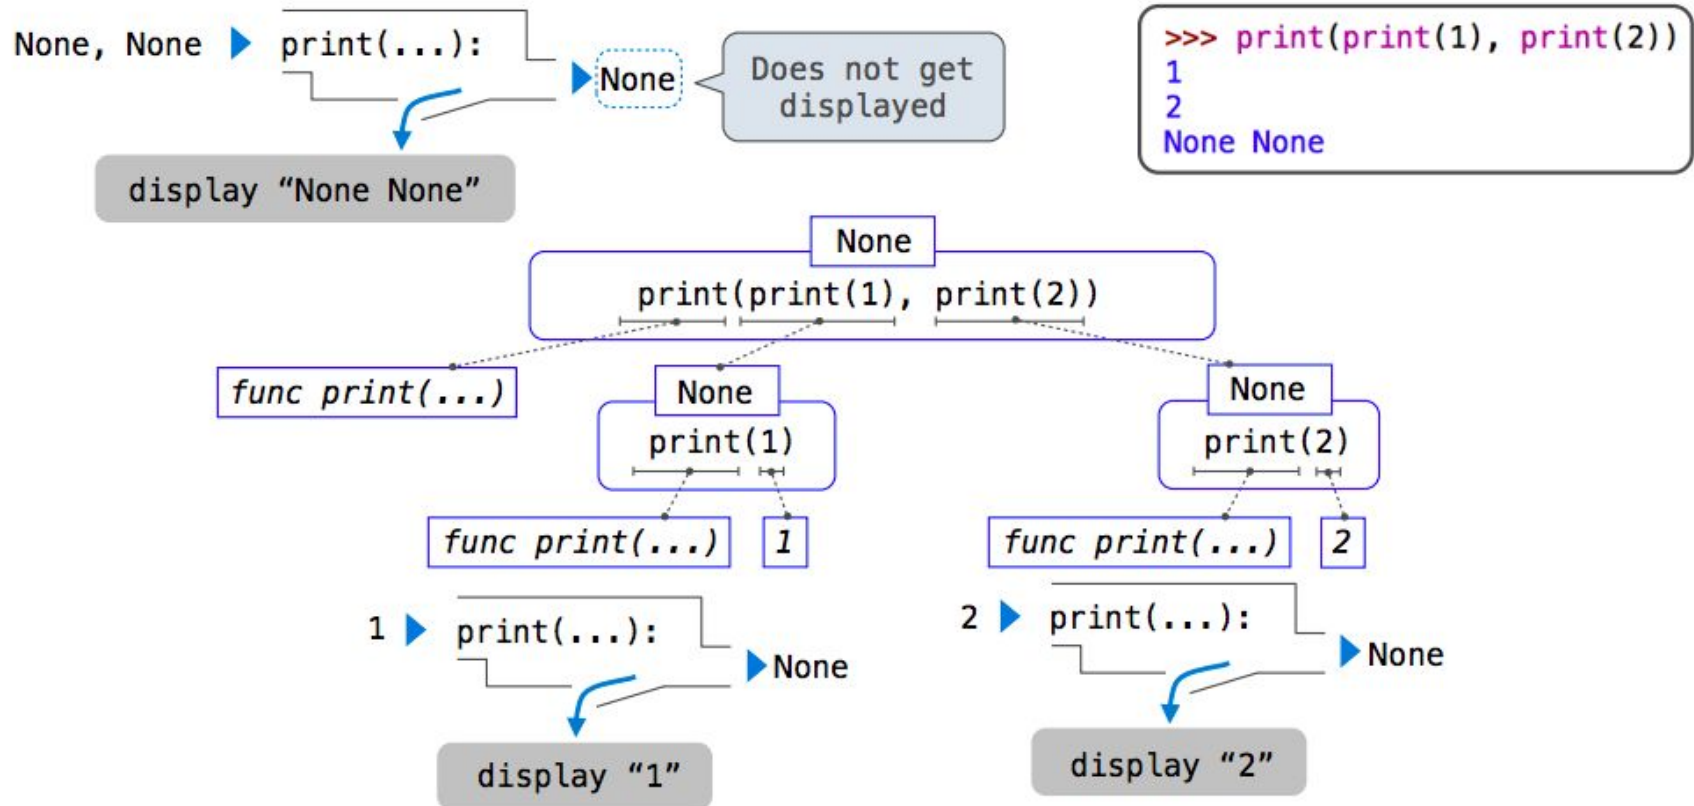 None, None
print(...):
None
Does not get
displayed
display “None None”
>>> print(print(1), print(2))
1
2
None None
None
print(print(1), print(2))
func print(...)
None
print(1)
func print(...)
1
None
print(2)
func print(...)
2
1
print(...):
None
display “1”
2
print(...):
None
display “2”